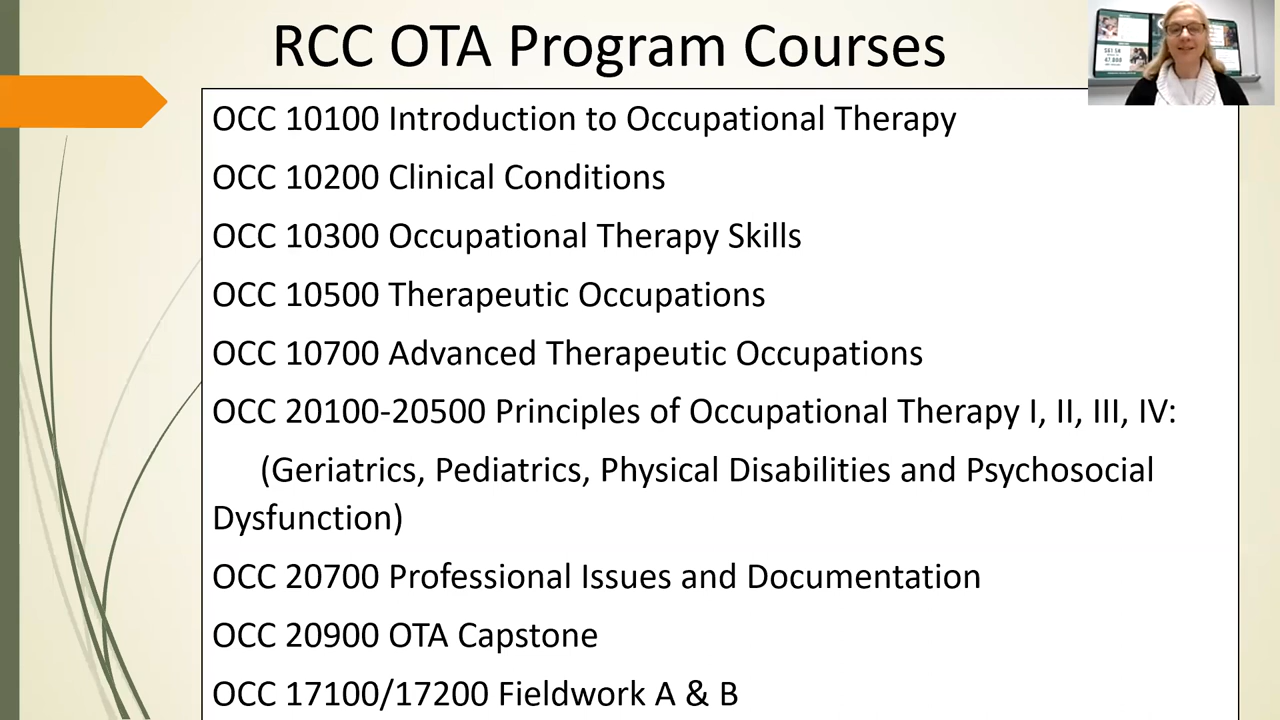 RCC OTA Program Courses
OCC 10100 Introduction to Occupational Therapy
OCC 10200 Clinical Conditions
OCC 10300 Occupational Therapy Skills
OCC 10500 Therapeutic Occupations
OCC 10700 Advanced Therapeutic Occupations
OCC 20100-20500 Principles of Occupational Therapy I, II, III, IV:
(Geriatrics, Pediatrics, Physical Disabilities and Psychosocial
Dysfunction)
OCC 20700 Professional Issues and Documentation
OCC 20900 OTA Capstone
OCC 17100/17200 Fieldwork A & B